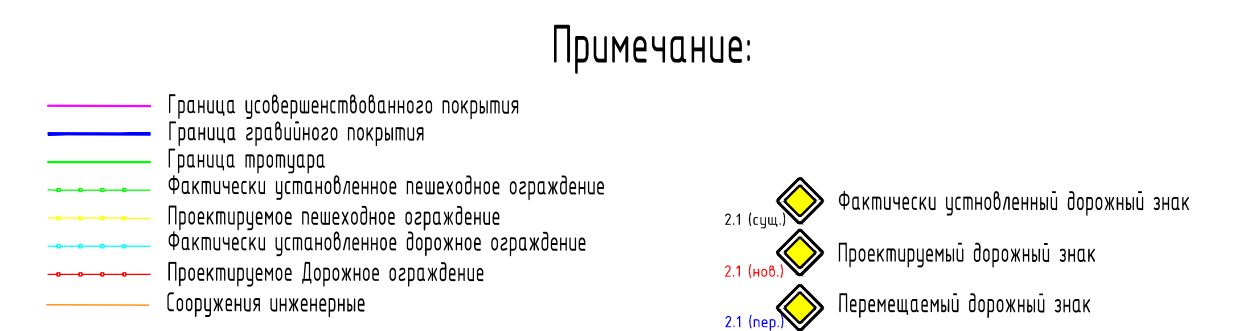 Примечание:
Граница усовершенствованного покрытия
Граница гравийного покрытия
Граница тротуара
Фактически установленное пешеходное ограждение
Проектируемое пешеходное ограждение
Фактически установленное дорожное ограждение
Проектируемое Дорожное ограждение
Сооружения инженерные
2.1 (сущ.) Фактически устновленный дорожный знак
2.1 (нов.) Проектируемый дорожный знак
2.1 (пер.) Перемещаемый дорожный знак